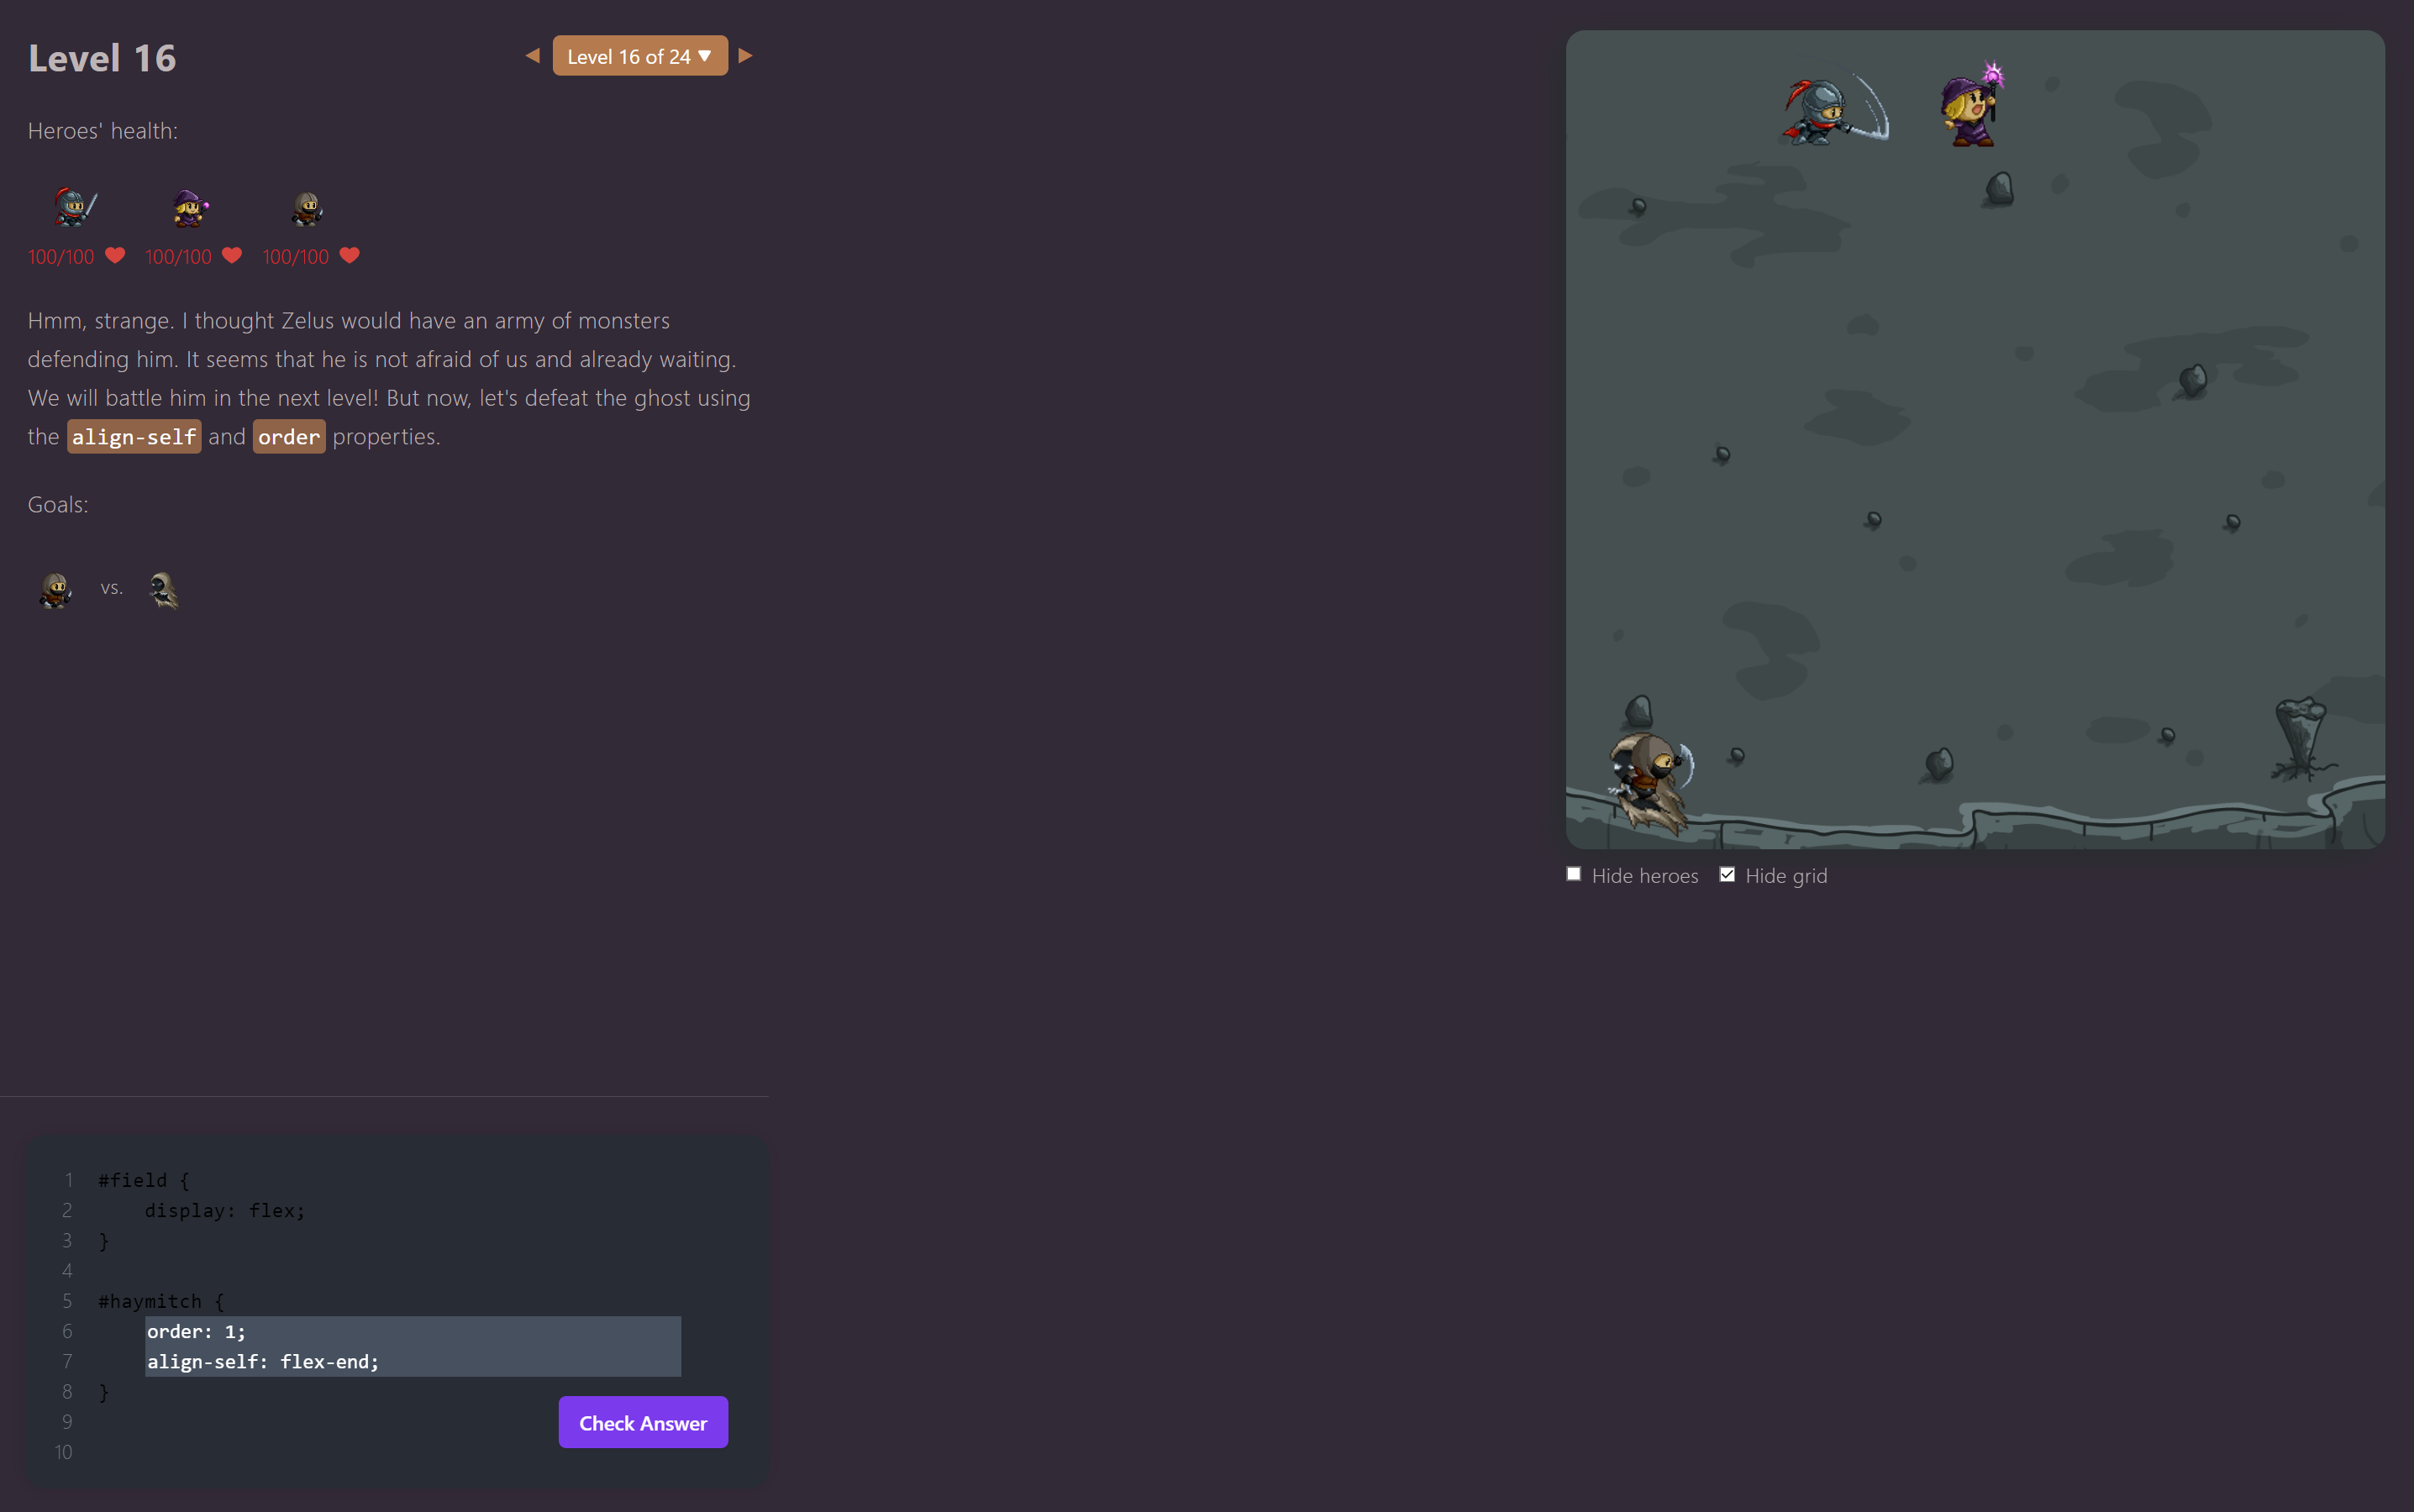 Level 16
Level 16 of 24 ▼
Heroes' health:
100/100 100/100 100/100
Hmm, strange. I thought Zelus would have an army of monsters
defending him. It seems that he is not afraid of us and already waiting.
We will battle him in the next level! But now, let's defeat the ghost using
the align-self and order properties.
Goals:
vs.
Hide heroes Hide grid
1 #field {
2 display: flex;
3 }
4
5 #haymitch {
6 order: 1;
7 align-self: flex-end;
8 }
9
10
Check Answer